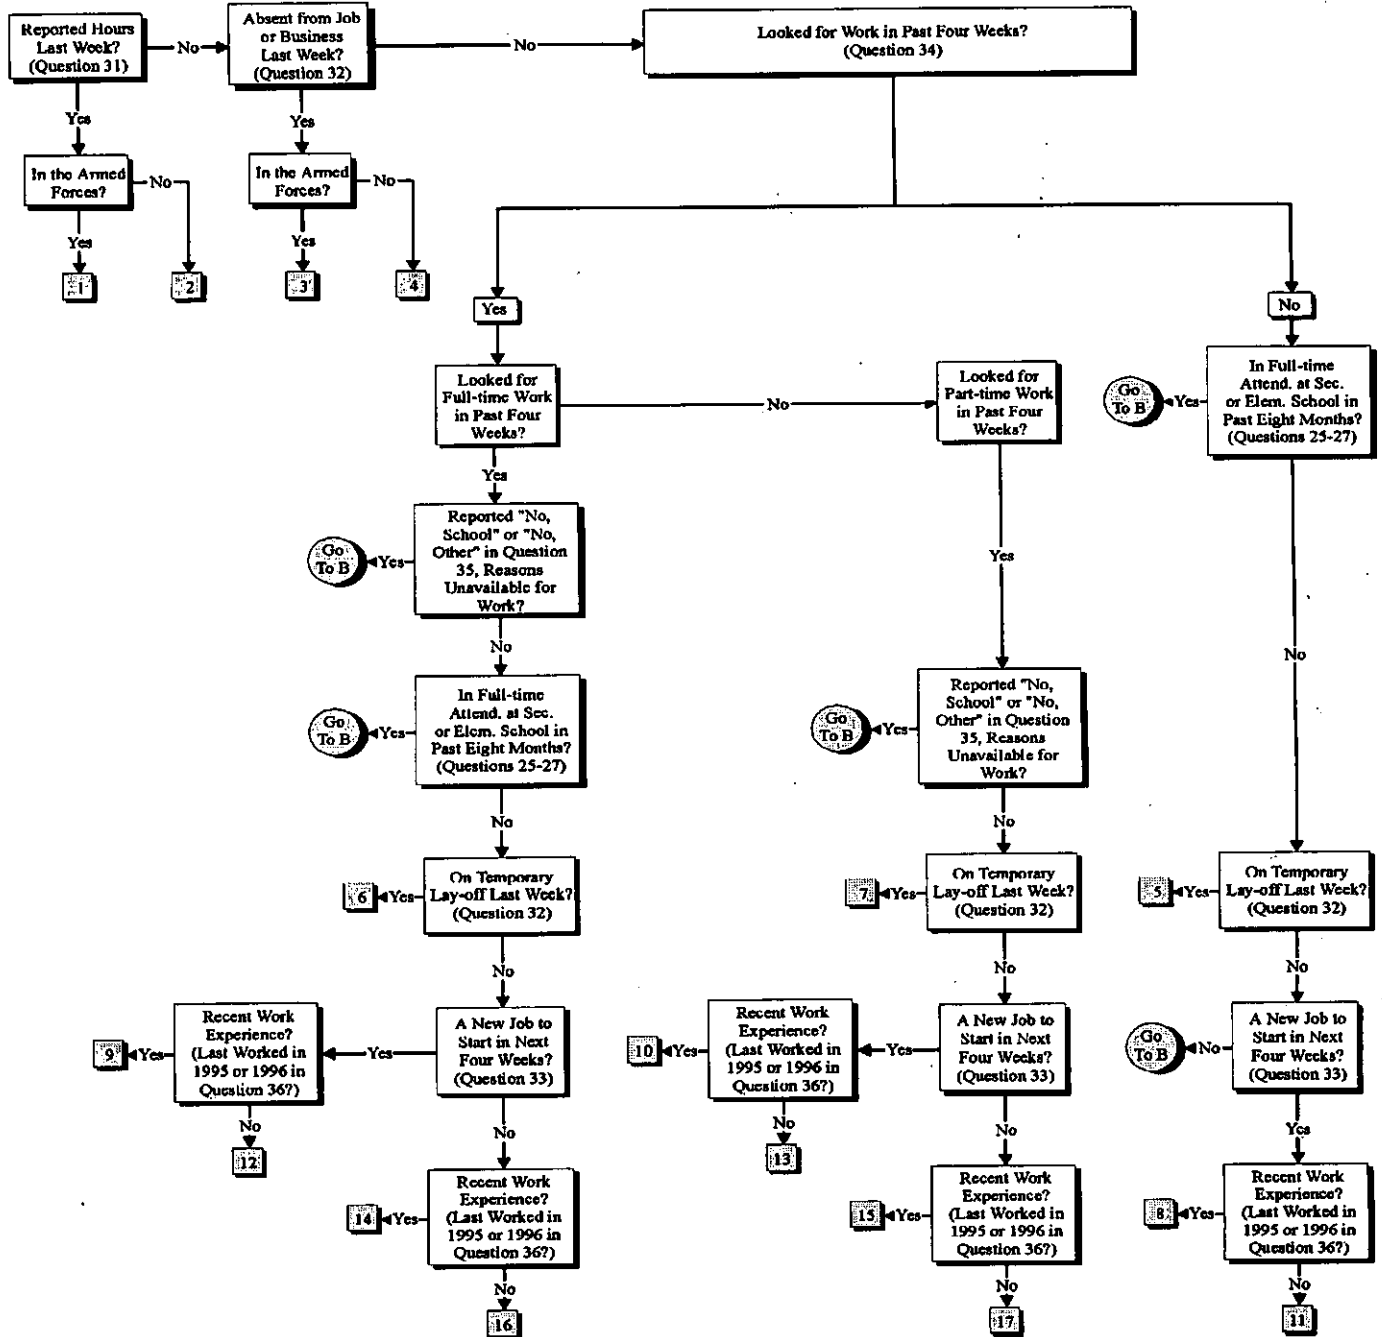 Reported Hours
Last Week?
(Question 31)
No
Absent from Job
or Business
Last Week?
(Question 32)
No
Looked for Work in Past Four Weeks?
(Question 34)
Yes
Yes
In the Armed
Forces?
No
In the Armed
Forces?
No
Yes
Yes
1
2
3
4
Yes
No
Looked for
Full-time Work
in Past Four
Weeks?
No
Looked for
Part-time Work
in Past Four
Weeks?
Go
To B
Yes
In Full-time
Attend. at Sec.
or Elem. School in
Past Eight Months?
(Questions 25-27)
Yes
Go
To B
Yes
Reported "No,
School" or "No,
Other" in Question
35, Reasons
Unavailable for
Work?
Yes
No
No
Go
To B
Yes
In Full-time
Attend. at Sec.
or Elem. School in
Past Eight Months?
(Questions 25-27)
Go
To B
Yes
Reported "No,
School" or "No,
Other" in Question
35, Reasons
Unavailable for
Work?
No
No
6
Yes
On Temporary
Lay-off Last Week?
(Question 32)
7
Yes
On Temporary
Lay-off Last Week?
(Question 32)
5
Yes
On Temporary
Lay-off Last Week?
(Question 32)
No
No
No
9
Yes
Recent Work
Experience?
(Last Worked in
1995 or 1996 in
Question 36?)
Yes
A New Job to
Start in Next
Four Weeks?
(Question 33)
10
Yes
Recent Work
Experience?
(Last Worked in
1995 or 1996 in
Question 36?)
Yes
A New Job to
Start in Next
Four Weeks?
(Question 33)
Go
To B
No
A New Job to
Start in Next
Four Weeks?
(Question 33)
No
12
No
No
13
No
Yes
14
Yes
Recent Work
Experience?
(Last Worked in
1995 or 1996 in
Question 36?)
15
Yes
Recent Work
Experience?
(Last Worked in
1995 or 1996 in
Question 36?)
8
Yes
Recent Work
Experience?
(Last Worked in
1995 or 1996 in
Question 36?)
No
No
No
16
17
11